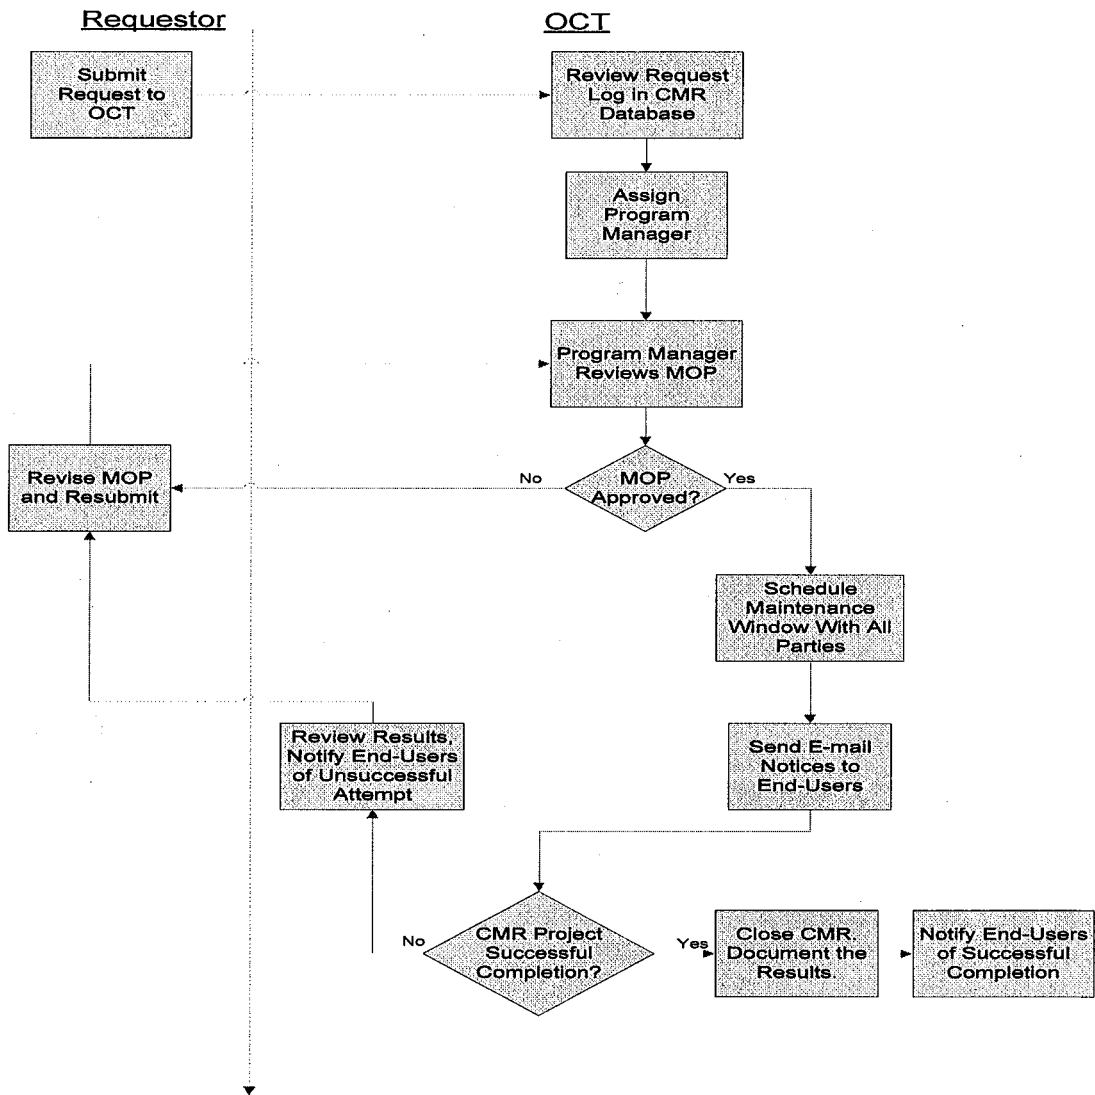 Requestor
OCT
Submit
Request to
OCT
Review Request
Log in CMR
Database
Assign
Program
Manager
Program Manager
Reviews MOP
Revise MOP
and Resubmit
No
MOP
Approved?
Yes
Schedule
Maintenance
Window With All
Parties
Review Results,
Notify End-Users
of Unsuccessful
Attempt
Send E-mail
Notices to
End-Users
No
CMR Project
Successful
Completion?
Yes
Close CMR.
Document the
Results.
Notify End-Users
of Successful
Completion